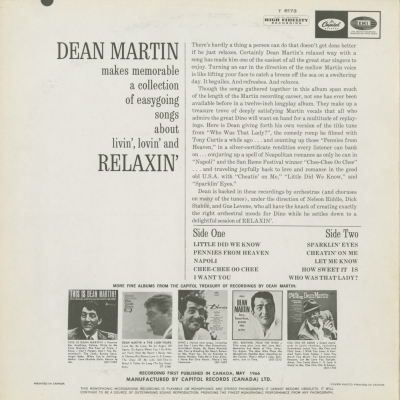 T 6173
HIGH FIDELITY
Capitol
EMI
DEAN MARTIN
makes memorable
a collection
of easygoing
songs
about
livin', lovin' and
RELAXIN'
There's hardly a thing a person can do that doesn't get done better
if he just relaxes. Certainly Dean Martin's relaxed way with a
song has made him one of the easiest of all the great star singers to
enjoy. Turning an ear in the direction of the mellow Martin voice
is like lifting your face to catch a breeze off the sea on a sweltering
day. It beguiles. And refreshes. And relaxes.
Though the songs gathered together in this album span much
of the length of the Martin recording career, not one has ever been
available before in a twelve-inch longplay album. They make up a
treasure trove of deeply satisfying Martin vocals that all who
admire the great Dino will want on hand for a multitude of replay-
ings. Here is Dean giving forth his own version of the title tune
from "Who Was That Lady?", the comedy romp he filmed with
Tony Curtis a while ago... and counting up those "Pennies from
Heaven," in a silver-certificate rendition every listener can bank
on... conjuring up a spell of Neapolitan romance as only he can in
"Napoli" and the San Remo Festival winner "Chee-Chee Oo Chee"
... and traveling joyfully back to love and romance in the good
old U.S.A. with "Cheatin' on Me," "Little Did We Know," and
"Sparklin' Eyes."
Dean is backed in these recordings by orchestras (and choruses
on many of the tunes), under the direction of Nelson Riddle, Dick
Stabile, and Gus Levene, who all have the knack of creating exactly
the right orchestral moods for Dino while he settles down to a
delightful session of RELAXIN'.
Side One
LITTLE DID WE KNOW
PENNIES FROM HEAVEN
NAPOLI
CHEE-CHEE OO CHEE
I WANT YOU
Side Two
SPARKLIN' EYES
CHEATIN' ON ME
LET ME KNOW
HOW SWEET IT IS
WHO WAS THAT LADY?
MORE FINE ALBUMS FROM THE CAPITOL TREASURY OF RECORDINGS BY DEAN MARTIN:
THIS IS DEAN MARTIN!
DEAN MARTIN
RECORDING FIRST PUBLISHED IN CANADA, MAY 1966
MANUFACTURED BY CAPITOL RECORDS (CANADA) LTD.
PRINTED IN CANADA